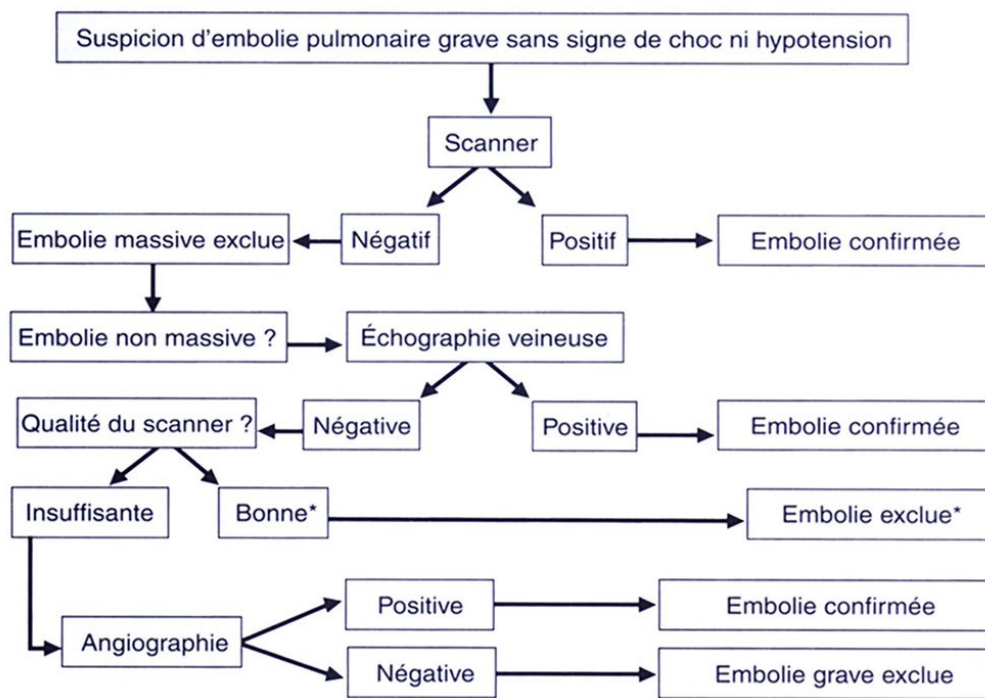 Suspicion d'embolie pulmonaire grave sans signe de choc ni hypotension
Scanner
Embolie massive exclue
Négatif
Positif
Embolie confirmée
Embolie non massive ?
Échographie veineuse
Qualité du scanner ?
Négative
Positive
Embolie confirmée
Insuffisante
Bonne*
Embolie exclue*
Positive
Embolie confirmée
Angiographie
Négative
Embolie grave exclue